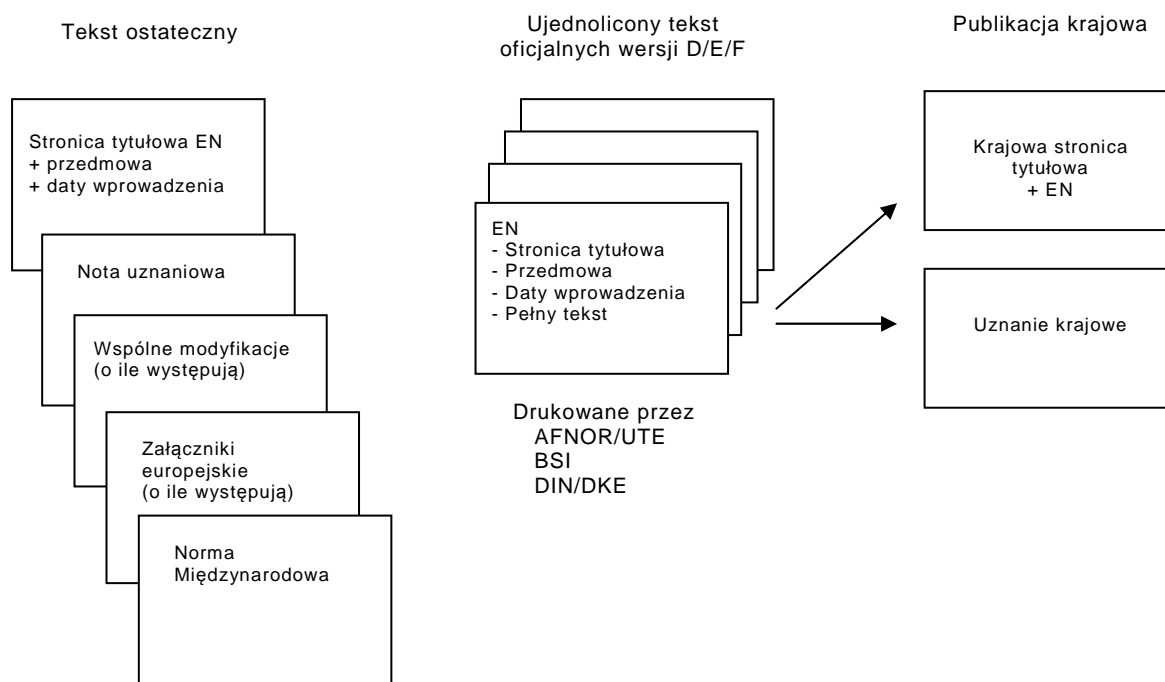 Tekst ostateczny
Stronica tytułowa EN
+ przedmowa
+ daty wprowadzenia
Nota uznaniowa
Wspólne modyfikacje
(o ile występują)
Załączniki
europejskie
(o ile występują)
Norma
Międzynarodowa
Ujednolicony tekst
oficjalnych wersji D/E/F
EN
- Stronica tytułowa
- Przedmowa
- Daty wprowadzenia
- Pełny tekst
Drukowane przez
AFNOR/UTE
BSI
DIN/DKE
Publikacja krajowa
Krajowa stronica
tytułowa
+ EN
Uznanie krajowe